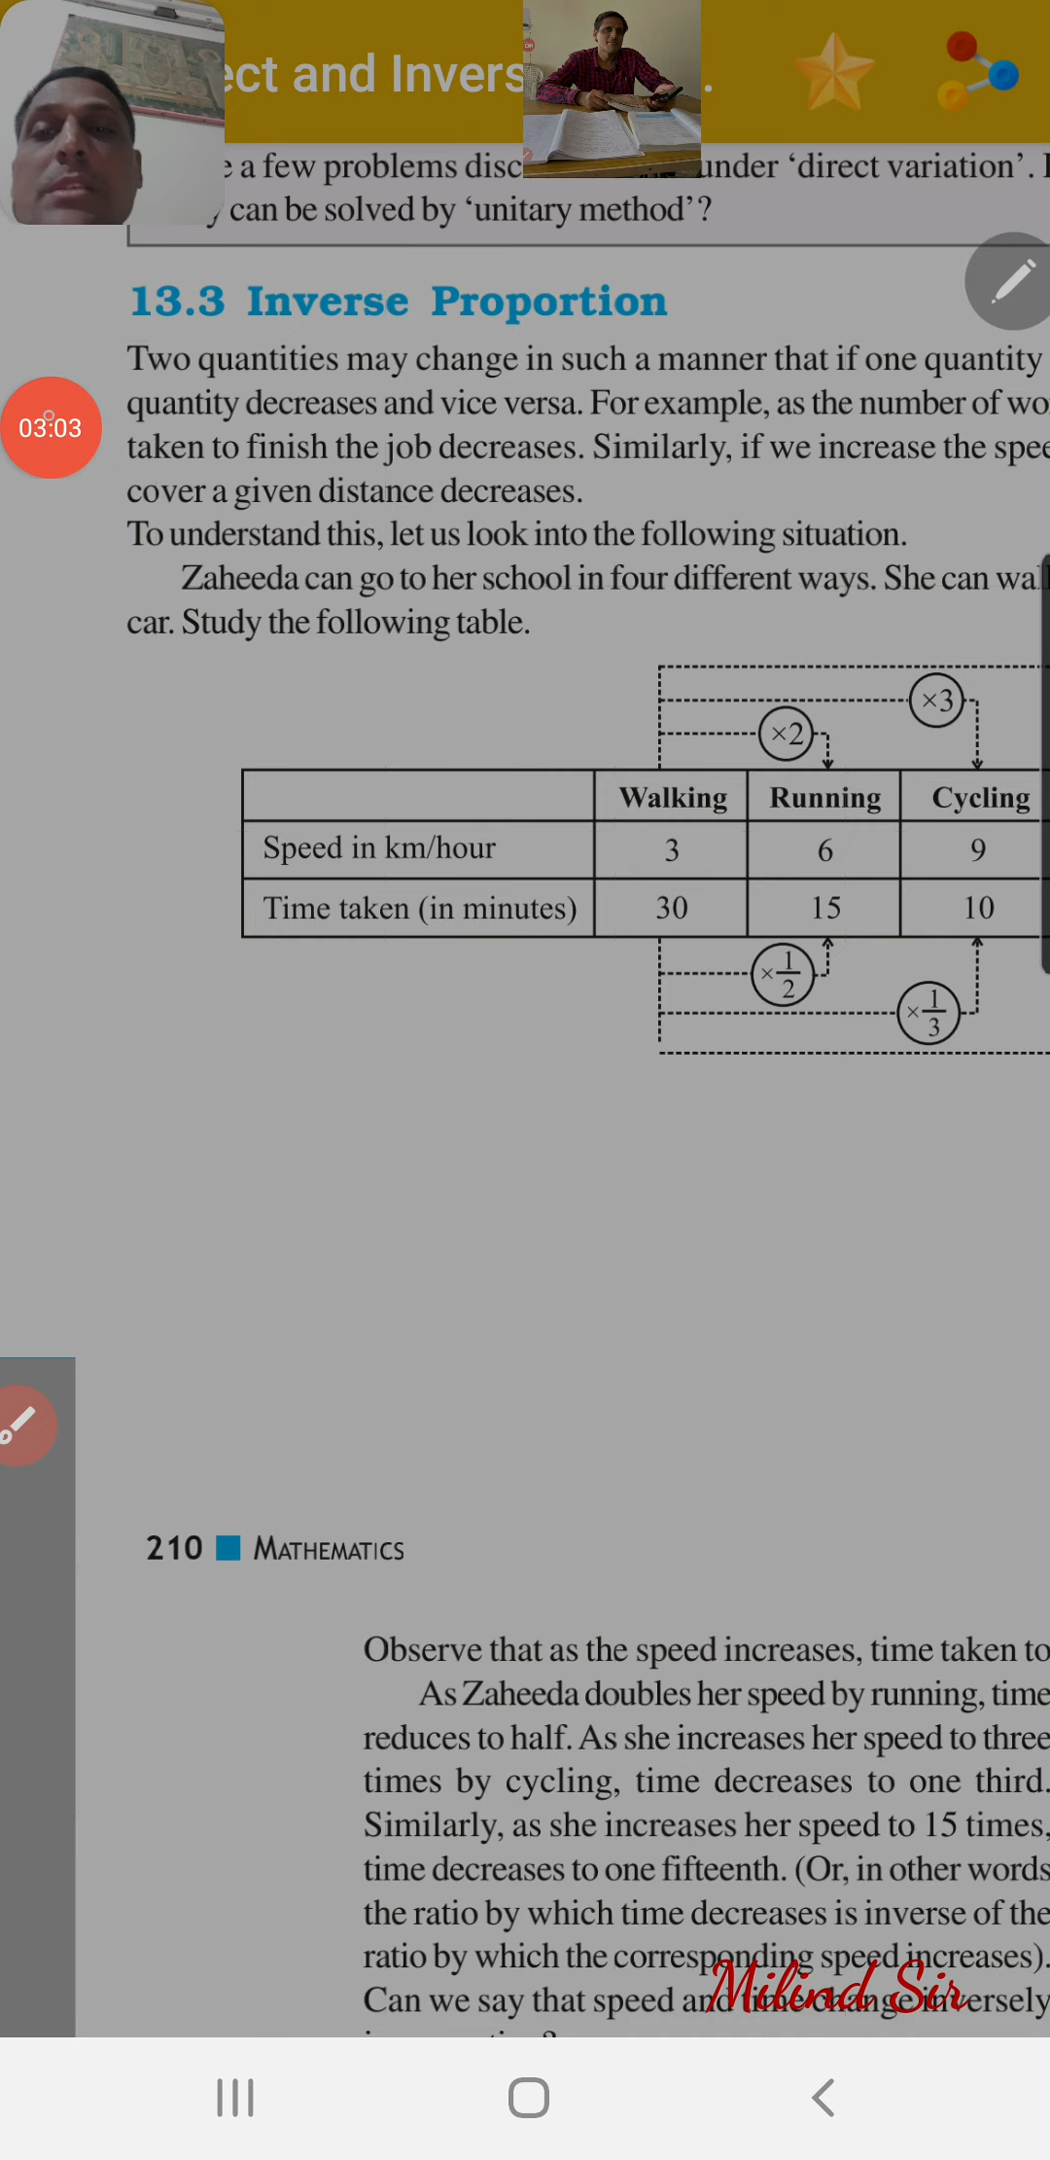 ect and Invers .
e a few problems disc under ‘direct variation’.
can be solved by ‘unitary method’?
13.3 Inverse Proportion
Two quantities may change in such a manner that if one quantity
quantity decreases and vice versa. For example, as the number of wo
03:03
taken to finish the job decreases. Similarly, if we increase the spee
cover a given distance decreases.
To understand this, let us look into the following situation.
Zaheeda can go to her school in four different ways. She can wal
car. Study the following table.
×3
×2
Walking Running Cycling
Speed in km/hour 3 6 9
Time taken (in minutes) 30 15 10
×1/2
×1/3
210 MATHEMATICS
Observe that as the speed increases, time taken to
As Zaheeda doubles her speed by running, time
reduces to half. As she increases her speed to three
times by cycling, time decreases to one third.
Similarly, as she increases her speed to 15 times,
time decreases to one fifteenth. (Or, in other words
the ratio by which time decreases is inverse of the
ratio by which the corresponding speed increases).
Can we say that speed and time change inversely
Milind Sir